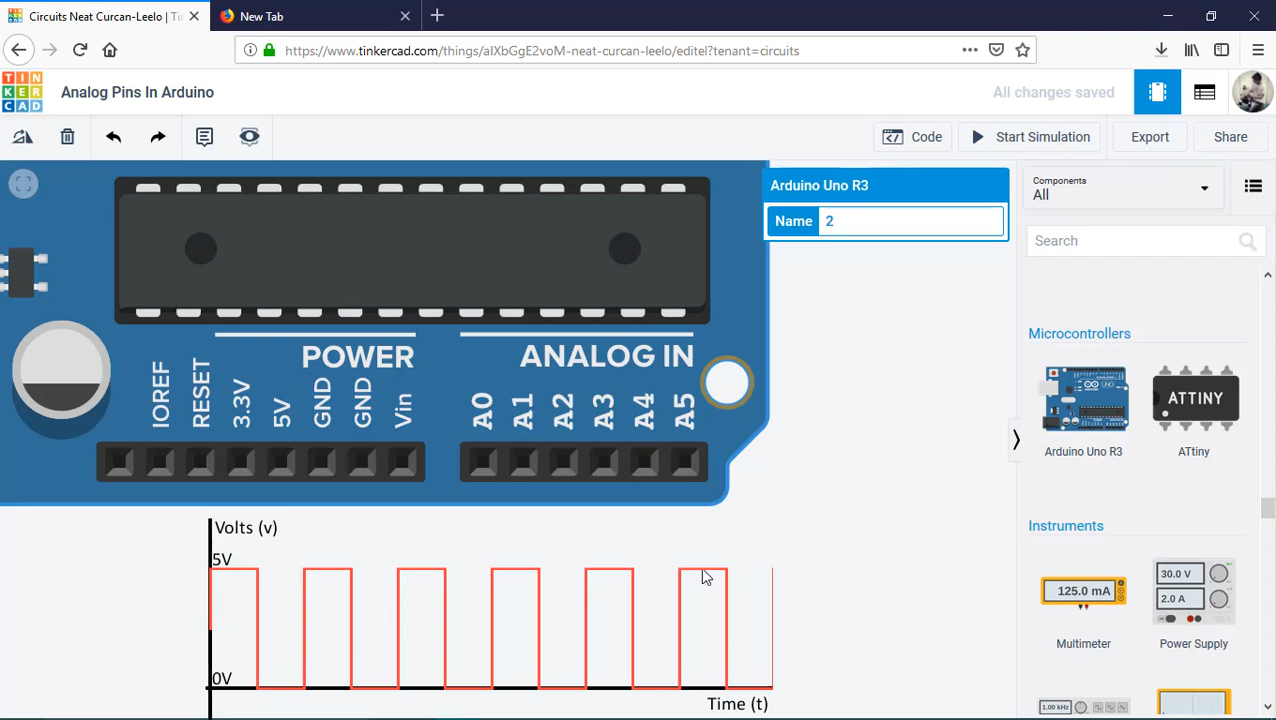 Circuits Neat Curcan-Leelo | Tin
New Tab
https://www.tinkercad.com/things/aIXbGgE2voM-neat-curcan-leelo/editel?tenant=circuits
TIN
KER
CAD
Analog Pins In Arduino
All changes saved
Code
Start Simulation
Export
Share
Arduino Uno R3
Name 2
Components
All
Search
POWER
ANALOG IN
IOREF
RESET
3.3V
5V
GND
GND
Vin
A0
A1
A2
A3
A4
A5
Microcontrollers
ATTINY
Arduino Uno R3
ATtiny
Instruments
125.0 mA
30.0 V
2.0 A
Multimeter
Power Supply
1.00 kHz
Volts (v)
5V
0V
Time (t)